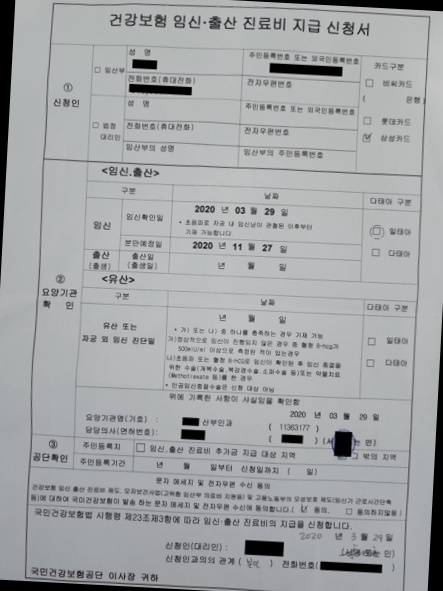 건강보험 임신·출산 진료비 지급 신청서
① 신청인
임산부
성 명
주민등록번호 또는 외국인등록번호
카드구분
전화번호(휴대전화)
전자우편번호
비씨카드
( 은행)
법정 대리인
성 명
주민등록번호 또는 외국인등록번호
롯데카드
전화번호(휴대전화)
전자우편번호
삼성카드
임산부의 성명
임산부의 주민등록번호
② 요양기관 확 인
<임신.출산>
구분
날짜
다태아 구분
임신
임신확인일
2020 년 03 월 29 일
• 초음파로 자궁 내 임신낭이 관찰된 이후부터 기재 가능합니다.
일태아
분만예정일
2020 년 11 월 27 일
다태아
출산 (출생)
출산일 (출생일)
년 월 일
<유산>
구분
날짜
다태아 구분
유산 또는 자궁 외 임신 진단일
년 월 일
• 가) 또는 나) 중 하나를 충족하는 경우 기재 가능
가)정상적으로 임신이 진행되지 않은 경우 중 혈청 B-hcg가
500mIU/ml 이상으로 측정된 적이 있는경우
나)초음파 또는 혈청 B-hCG로 임신이 확인된 후 임신 종결을
위한 수술(개복수술,복강경수술,소파수술 등)또는 약물치료
(Methotrexate 등)를 한 경우
• 인공임신중절수술은 신청 대상 아님
일태아
다태아
위에 기록한 사항이 사실임을 확인함
2020 년 03 월 29 일
요양기관명(기호) : 산부인과 ( 11363177 )
담당의사(면허번호) : ( )
③ 공단확인
주민등록지
임신.출산 진료비 추가금 지급 대상 지역
그 밖의 지역
주민등록기간
년 월 일부터 신청일까지 ( 일)
문자 메세지 및 전자우편 수신 동의
건강보험 임신·출산 진료비 제도, 모자보건사업(고위험 임산부 의료비 지원등) 및 고용노동부의 모성보호 제도(임신기 근로시간단축
등)에 대하여 국민건강보험이 발송 하는 문자 메세지 및 전자우편 수신에 동의합니다.( 동의, 동의하지않음)
국민건강보험법 시행령 제23조제3항에 따라 임신·출산 진료비의 지급을 신청합니다.
2020 년 3 월 29 일
신청인(대리인) : (서명 또는 인)
신청인과의 관계 ( 본인 ) 전화번호(
국민건강보험공단 이사장 귀하